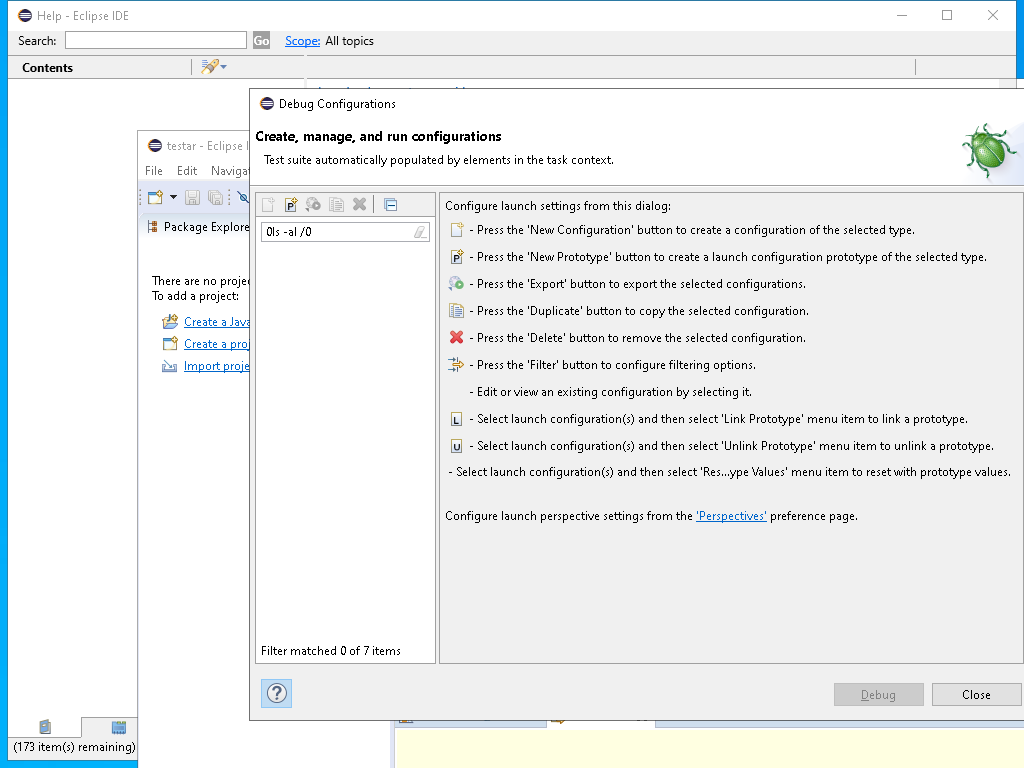 Help - Eclipse IDE
Search:
Go
Scope: All topics
Contents
Debug Configurations
Create, manage, and run configurations
Test suite automatically populated by elements in the task context.
testar - Eclipse
File Edit
Package Explore
There are no
To add a project:
Create a Java
Create a
Import
0ls -al /0
Filter matched 0 of 7 items
Configure launch settings from this dialog:
- Press the 'New Configuration' button to create a configuration of the selected type.
- Press the 'New Prototype' button to create a launch configuration prototype of the selected type.
- Press the 'Export' button to export the selected configurations.
- Press the 'Duplicate' button to copy the selected configuration.
- Press the 'Delete' button to remove the selected configuration.
- Press the 'Filter' button to configure filtering options.
- Edit or view an existing configuration by selecting it.
- Select launch configuration(s) and then select 'Link Prototype' menu item to link a prototype.
- Select launch configuration(s) and then select 'Unlink Prototype' menu item to unlink a prototype.
- Select launch configuration(s) and then select 'Res...ype Values' menu item to reset with prototype values.
Configure launch perspective settings from the 'Perspectives' preference page.
Debug
Close
(173 item(s) remaining)